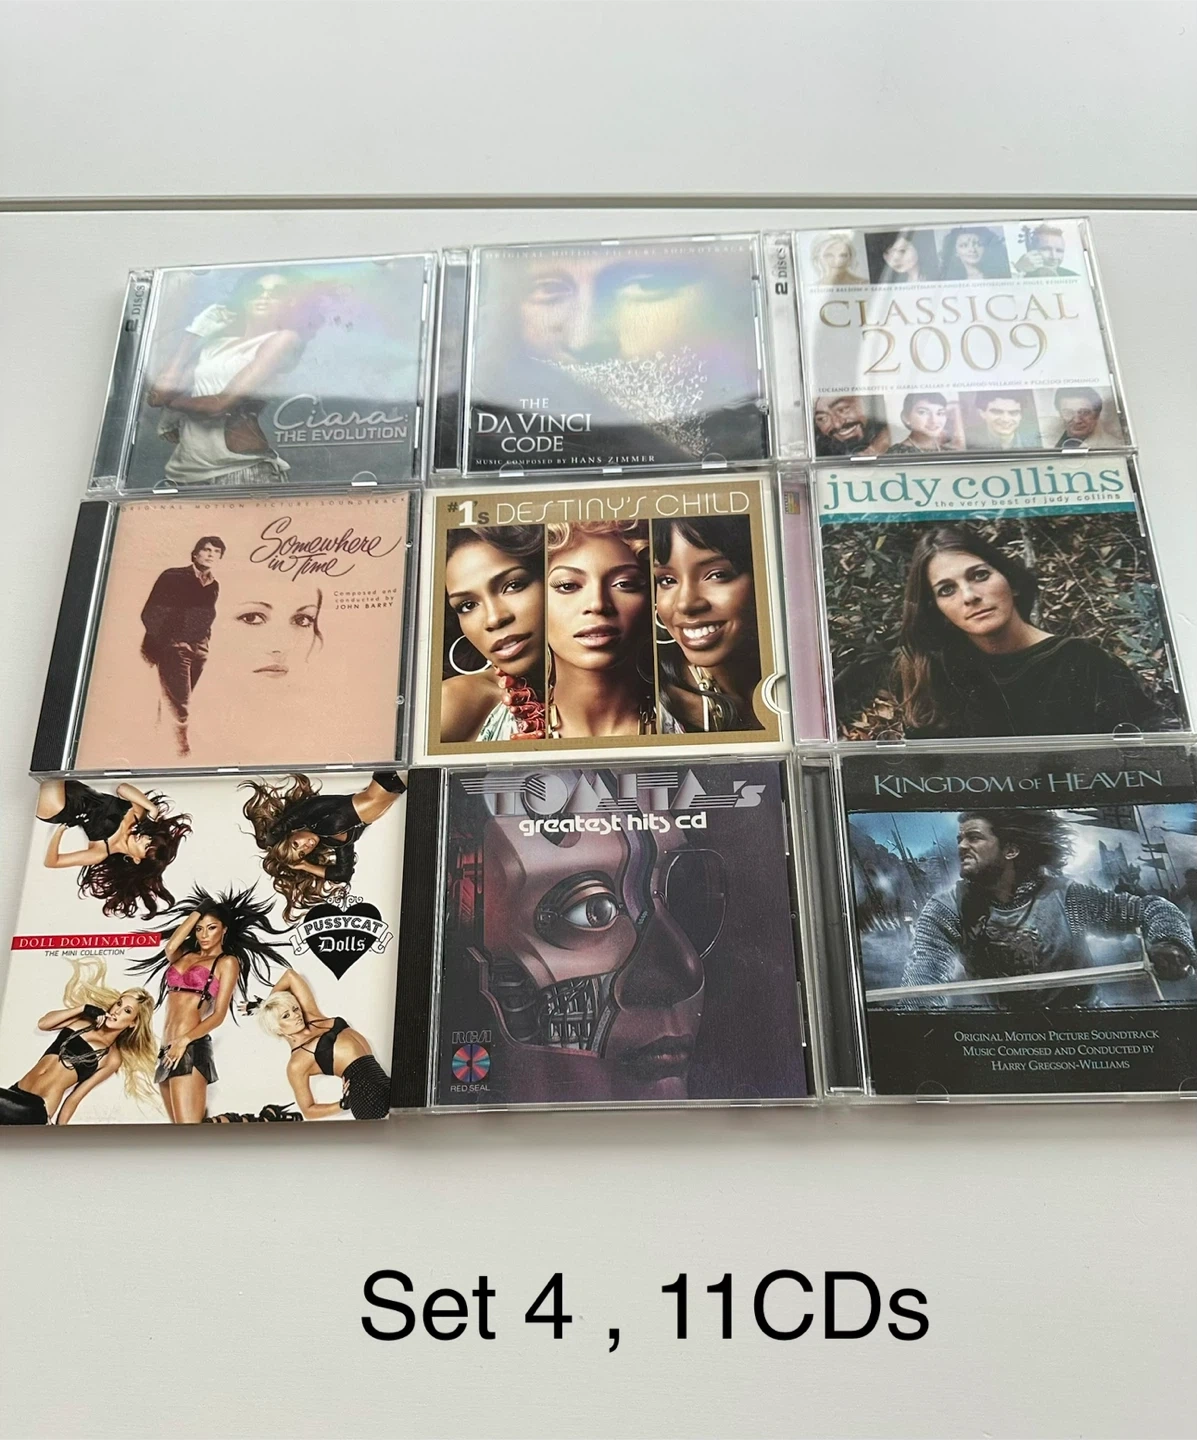 2 DISCS
Ciara:
THE EVOLUTION
ORIGINAL MOTION PICTURE SOUNDTRACK
THE
DA VINCI
CODE
MUSIC COMPOSED BY HANS ZIMMER
2 DISCS
CLASSICAL
2009
ORIGINAL MOTION PICTURE SOUNDTRACK
Somewhere
in Time
Composed and
conducted by
JOHN BARRY
#1's DESTINY'S CHILD
judy collins
the very best of judy collins
DOLL DOMINATION
THE MINI COLLECTION
PUSSYCAT
Dolls
TOMITA's
greatest hits cd
RCA
RED SEAL
KINGDOM OF HEAVEN
ORIGINAL MOTION PICTURE SOUNDTRACK
MUSIC COMPOSED AND CONDUCTED BY
HARRY GREGSON-WILLIAMS
Set 4 , 11CDs